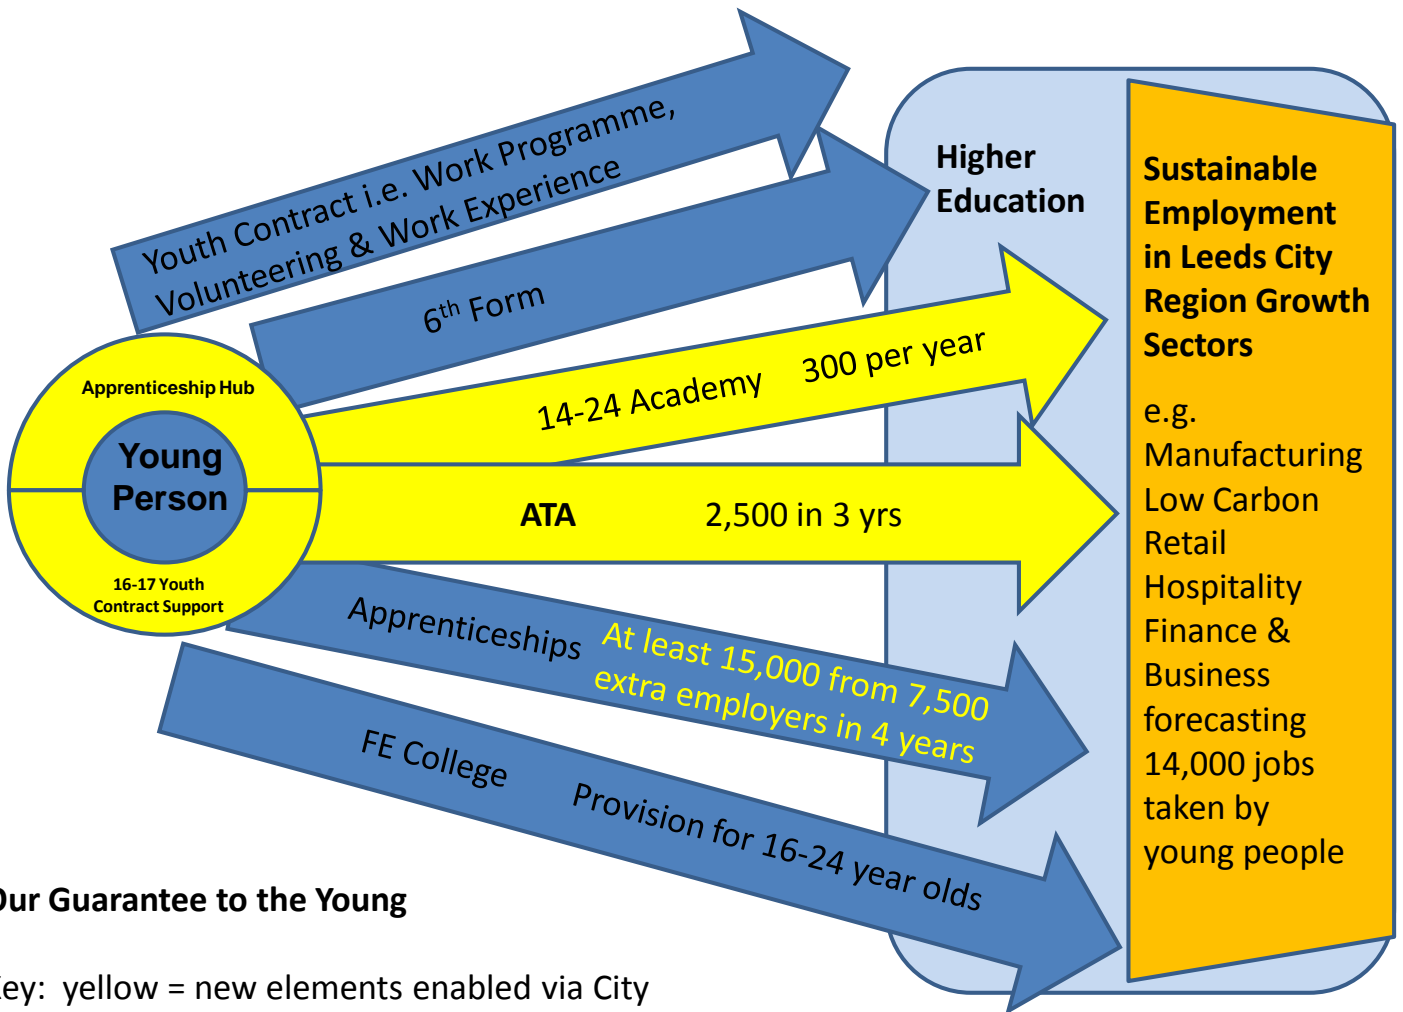 Youth Contract i.e. Work Programme,
Volunteering & Work Experience
6th Form
14-24 Academy 300 per year
ATA 2,500 in 3 yrs
Apprenticeships At least 15,000 from 7,500
extra employers in 4 years
FE College Provision for 16-24 year olds
Apprenticeship Hub
Young
Person
16-17 Youth
Contract Support
Higher
Education
Sustainable
Employment
in Leeds City
Region Growth
Sectors
e.g.
Manufacturing
Low Carbon
Retail
Hospitality
Finance &
Business
forecasting
14,000 jobs
taken by
young people
Our Guarantee to the Young
Key: yellow = new elements enabled via City